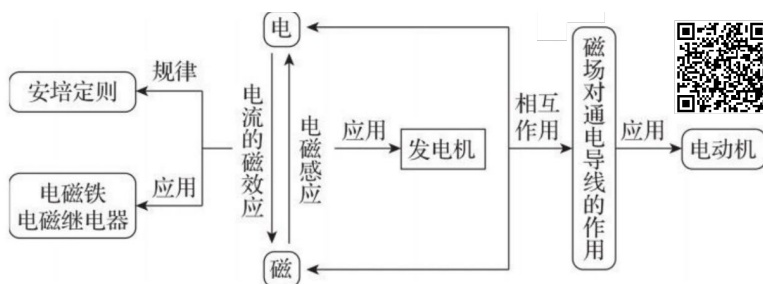 电
规律
安培定则
电流的磁效应
电磁感应
应用
发电机
相互
作用
磁场对通电导线的作用
应用
电动机
应用
电磁铁
电磁继电器
磁